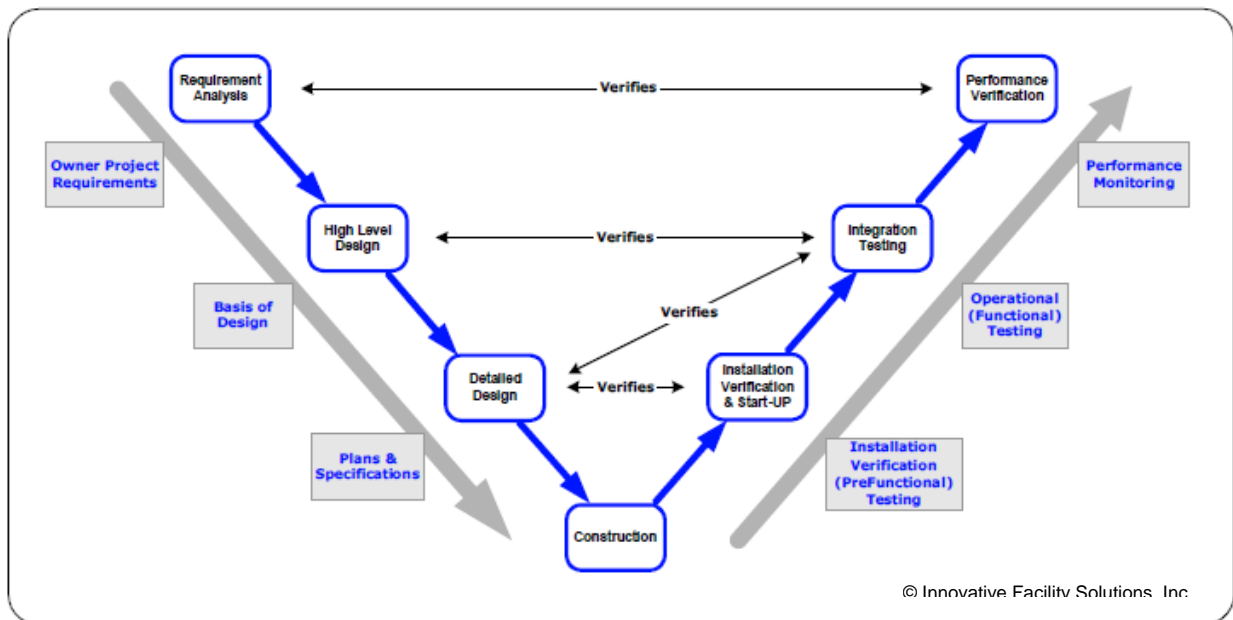 Requirement
Analysis
Verifies
Performance
Verification
Owner Project
Requirements
Performance
Monitoring
High Level
Design
Verifies
Integration
Testing
Basis of
Design
Verifies
Operational
(Functional)
Testing
Detailed
Design
Verifies
Installation
Verification
& Start-UP
Plans &
Specifications
Installation
Verification
(PreFunctional)
Testing
Construction
© Innovative Facility Solutions, Inc